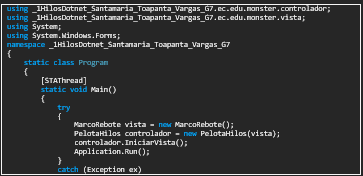 using _1HilosDotnet_Santamaria_Toapanta_Vargas_G7.ec.edu.monster.controlador;
using _1HilosDotnet_Santamaria_Toapanta_Vargas_G7.ec.edu.monster.vista;
using System;
using System.Windows.Forms;
namespace _1HilosDotnet_Santamaria_Toapanta_Vargas_G7
{
    static class Program
    {
        [STAThread]
        static void Main()
        {
            try
            {
                MarcoRebote vista = new MarcoRebote();
                PelotaHilos controlador = new PelotaHilos(vista);
                controlador.IniciarVista();
                Application.Run();
            }
            catch (Exception ex)